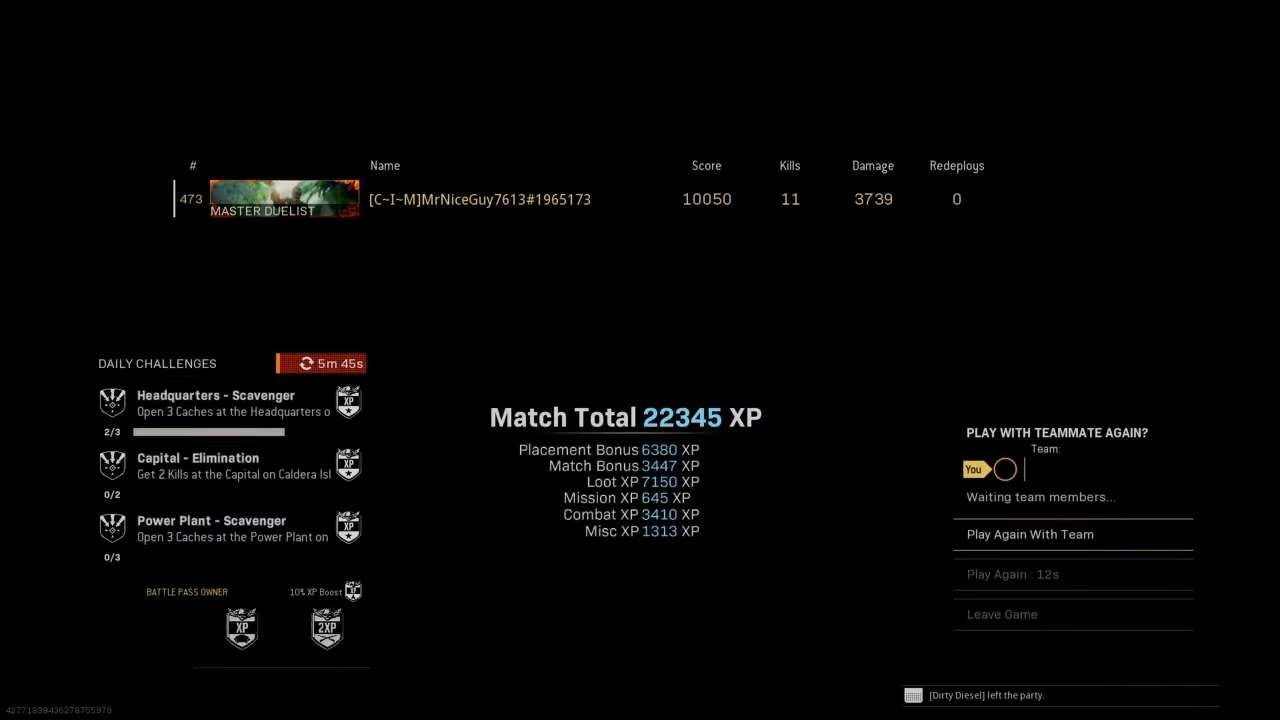 # Name Score Kills Damage Redeploys
473 MASTER DUELIST [C~I~M]MrNiceGuy7613#1965173 10050 11 3739 0
DAILY CHALLENGES 5m 45s
Headquarters - Scavenger XP
Open 3 Caches at the Headquarters o
2/3
Capital - Elimination XP
Get 2 Kills at the Capital on Caldera Isl
0/2
Power Plant - Scavenger XP
Open 3 Caches at the Power Plant on
0/3
BATTLE PASS OWNER 10% XP Boost
XP 2XP
Match Total 22345 XP
Placement Bonus 6380 XP
Match Bonus 3447 XP
Loot XP 7150 XP
Mission XP 645 XP
Combat XP 3410 XP
Misc XP 1313 XP
PLAY WITH TEAMMATE AGAIN?
Team:
You
Waiting team members...
Play Again With Team
Play Again : 12s
Leave Game
[Dirty Diesel] left the party.